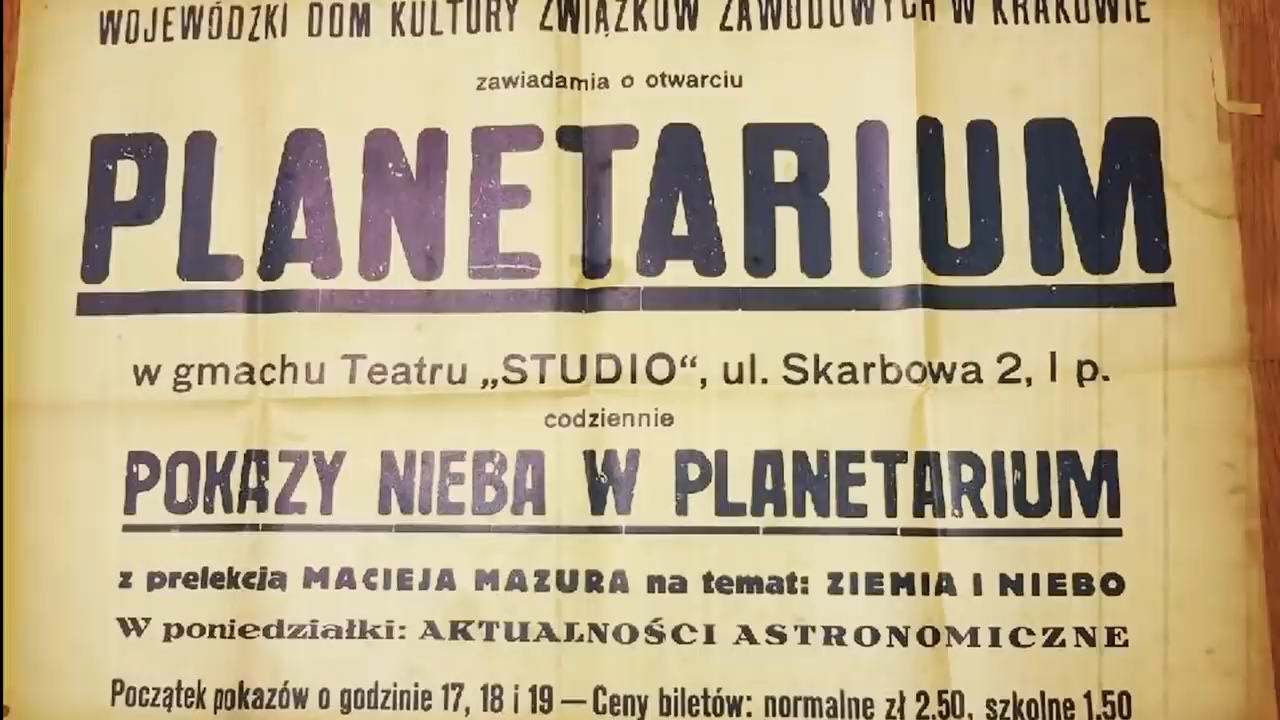 WOJEWÓDZKI DOM KULTURY ZWIĄZKÓW ZAWODOWYCH W KRAKOWIE
zawiadamia o otwarciu
PLANETARIUM
w gmachu Teatru „STUDIO“, ul. Skarbowa 2, I p.
codziennie
POKAZY NIEBA W PLANETARIUM
z prelekcją MACIEJA MAZURA na temat: ZIEMIA I NIEBO
W poniedziałki: AKTUALNOŚCI ASTRONOMICZNE
Początek pokazów o godzinie 17, 18 i 19 — Ceny biletów: normalne zł 2.50, szkolne 1.50